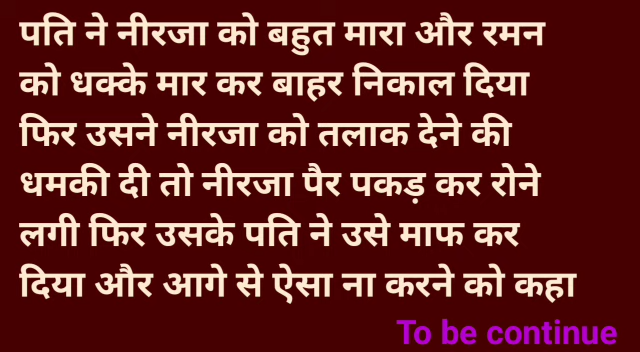 पति ने नीरजा को बहुत मारा और रमन
को धक्के मार कर बाहर निकाल दिया
फिर उसने नीरजा को तलाक देने की
धमकी दी तो नीरजा पैर पकड़ कर रोने
लगी फिर उसके पति ने उसे माफ कर
दिया और आगे से ऐसा ना करने को कहा
To be continue